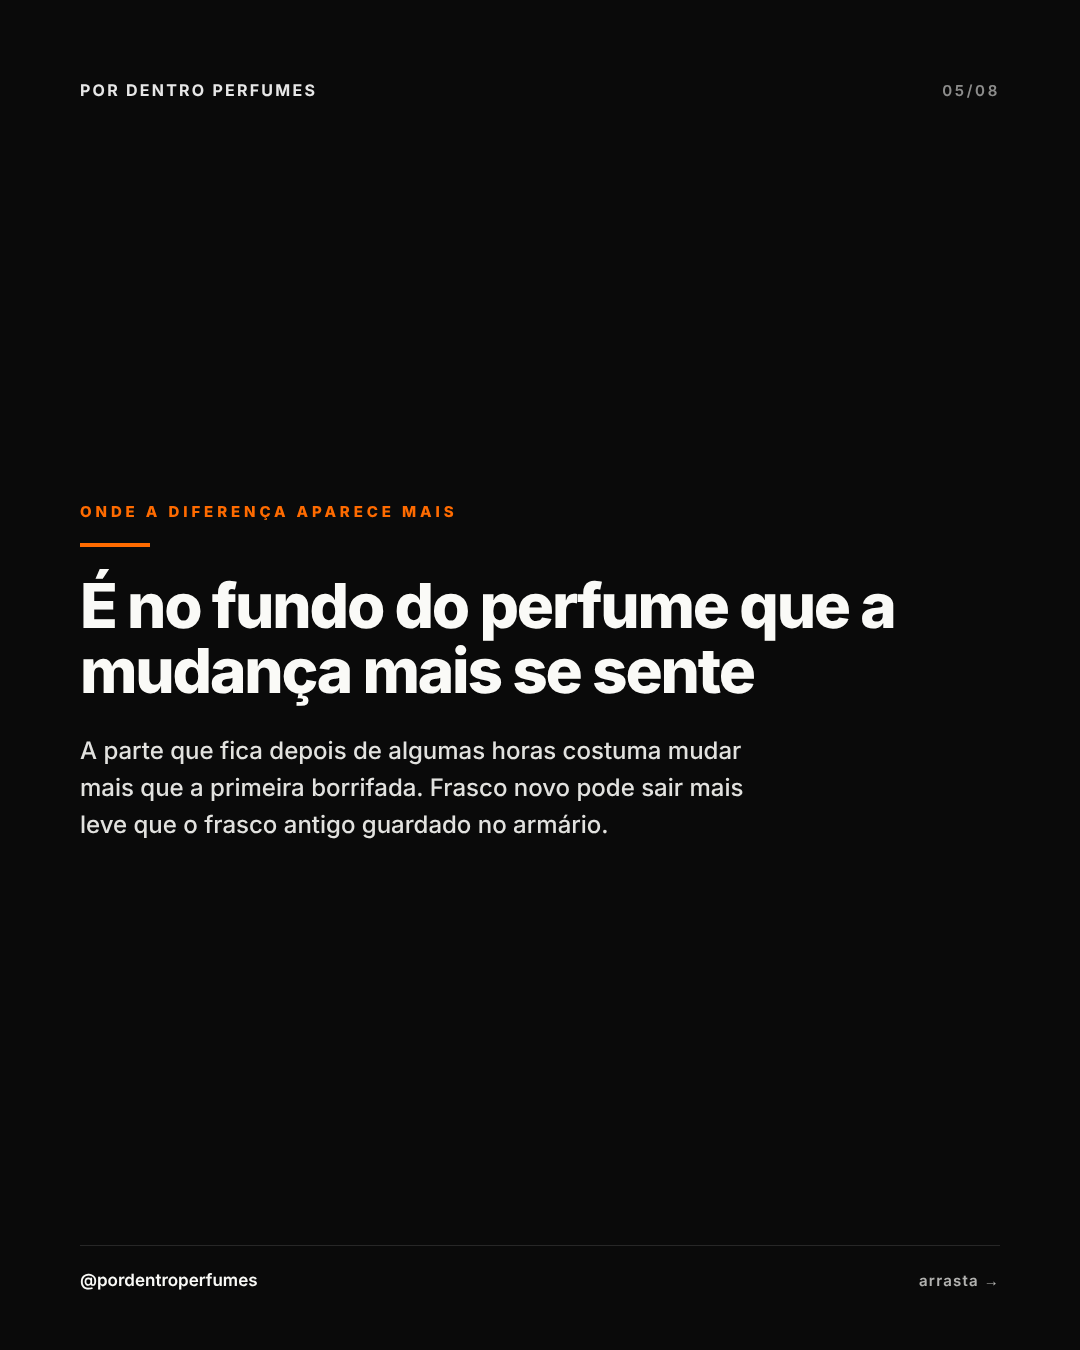 POR DENTRO PERFUMES
05/08
ONDE A DIFERENÇA APARECE MAIS
É no fundo do perfume que a
mudança mais se sente
A parte que fica depois de algumas horas costuma mudar
mais que a primeira borrifada. Frasco novo pode sair mais
leve que o frasco antigo guardado no armário.
@pordentroperfumes
arrasta →